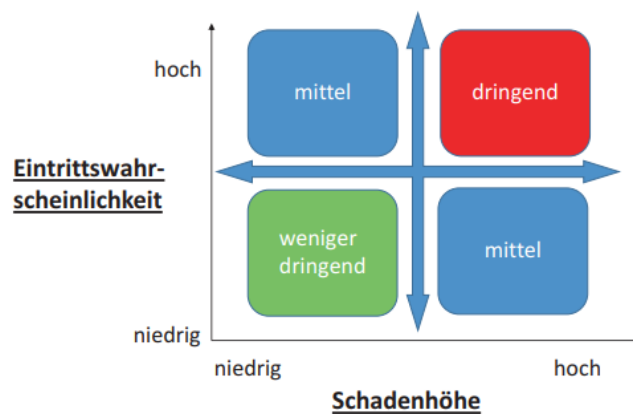 hoch
mittel
dringend
Eintrittswahr-
scheinlichkeit
weniger
dringend
mittel
niedrig
niedrig
hoch
Schadenhöhe